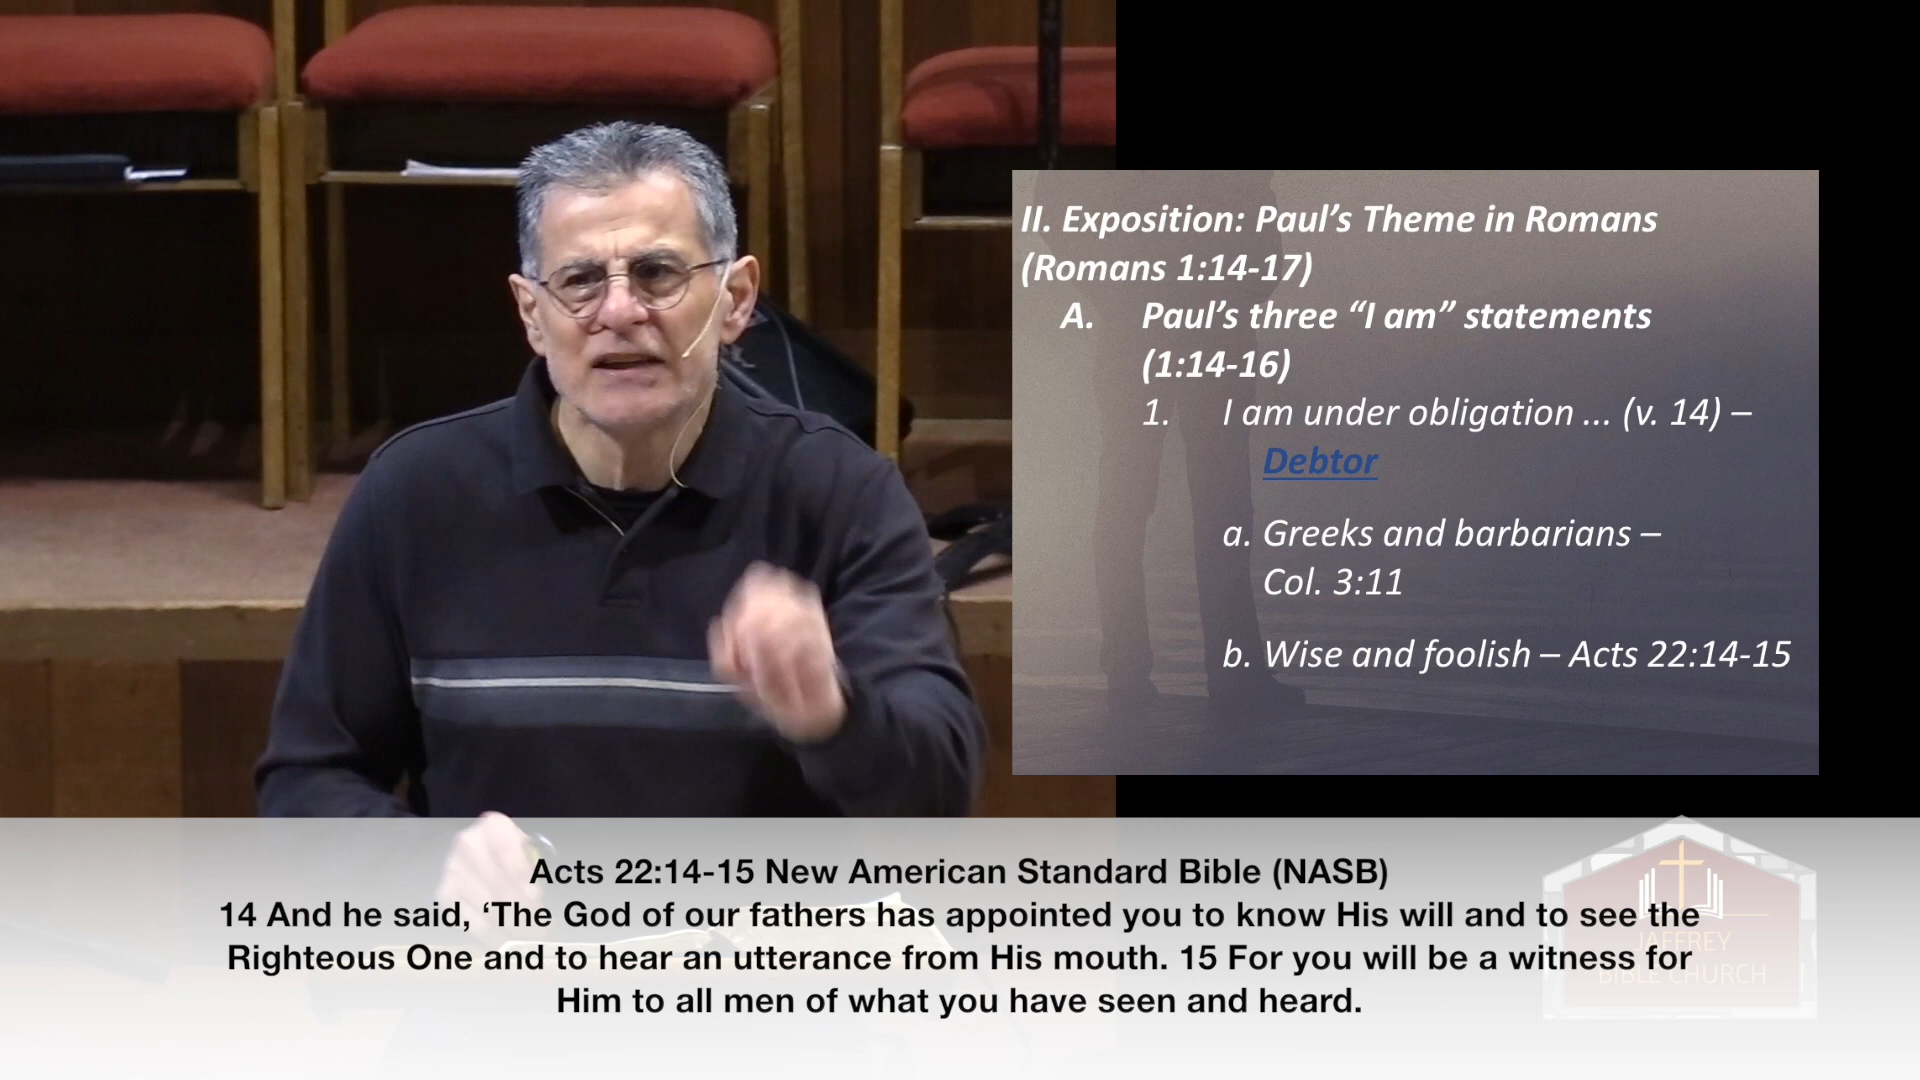 II. Exposition: Paul’s Theme in Romans
(Romans 1:14-17)
A. Paul’s three “I am” statements
(1:14-16)
1. I am under obligation ... (v. 14) –
Debtor
a. Greeks and barbarians –
Col. 3:11
b. Wise and foolish – Acts 22:14-15
Acts 22:14-15 New American Standard Bible (NASB)
14 And he said, ‘The God of our fathers has appointed you to know His will and to see the
Righteous One and to hear an utterance from His mouth. 15 For you will be a witness for
Him to all men of what you have seen and heard.
JAFFREY
BIBLE CHURCH